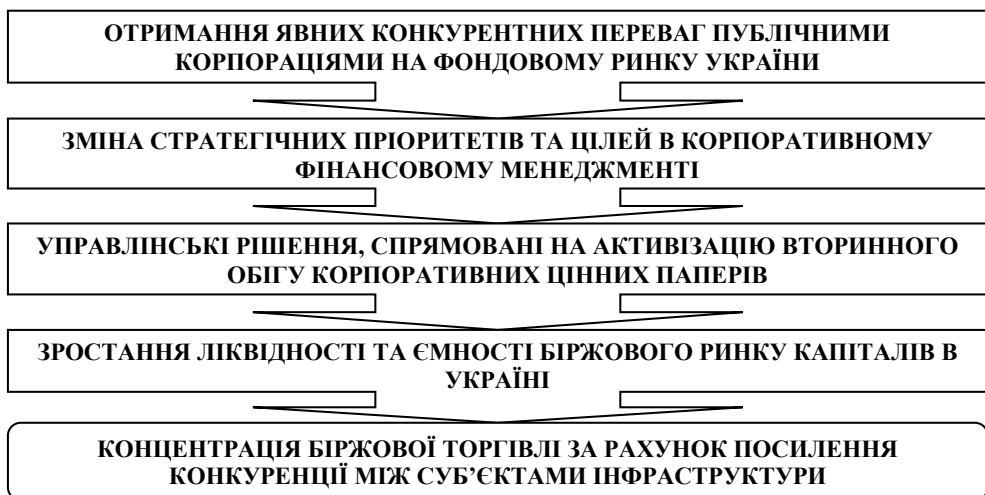 ОТРИМАННЯ ЯВНИХ КОНКУРЕНТНИХ ПЕРЕВАГ ПУБЛІЧНИМИ
КОРПОРАЦІЯМИ НА ФОНДОВОМУ РИНКУ УКРАЇНИ
ЗМІНА СТРАТЕГІЧНИХ ПРІОРИТЕТІВ ТА ЦІЛЕЙ В КОРПОРАТИВНОМУ
ФІНАНСОВОМУ МЕНЕДЖМЕНТІ
УПРАВЛІНСЬКІ РІШЕННЯ, СПРЯМОВАНІ НА АКТИВІЗАЦІЮ ВТОРИННОГО
ОБІГУ КОРПОРАТИВНИХ ЦІННИХ ПАПЕРІВ
ЗРОСТАННЯ ЛІКВІДНОСТІ ТА ЄМНОСТІ БІРЖОВОГО РИНКУ КАПІТАЛІВ В
УКРАЇНІ
КОНЦЕНТРАЦІЯ БІРЖОВОЇ ТОРГІВЛІ ЗА РАХУНОК ПОСИЛЕННЯ
КОНКУРЕНЦІЇ МІЖ СУБ’ЄКТАМИ ІНФРАСТРУКТУРИ